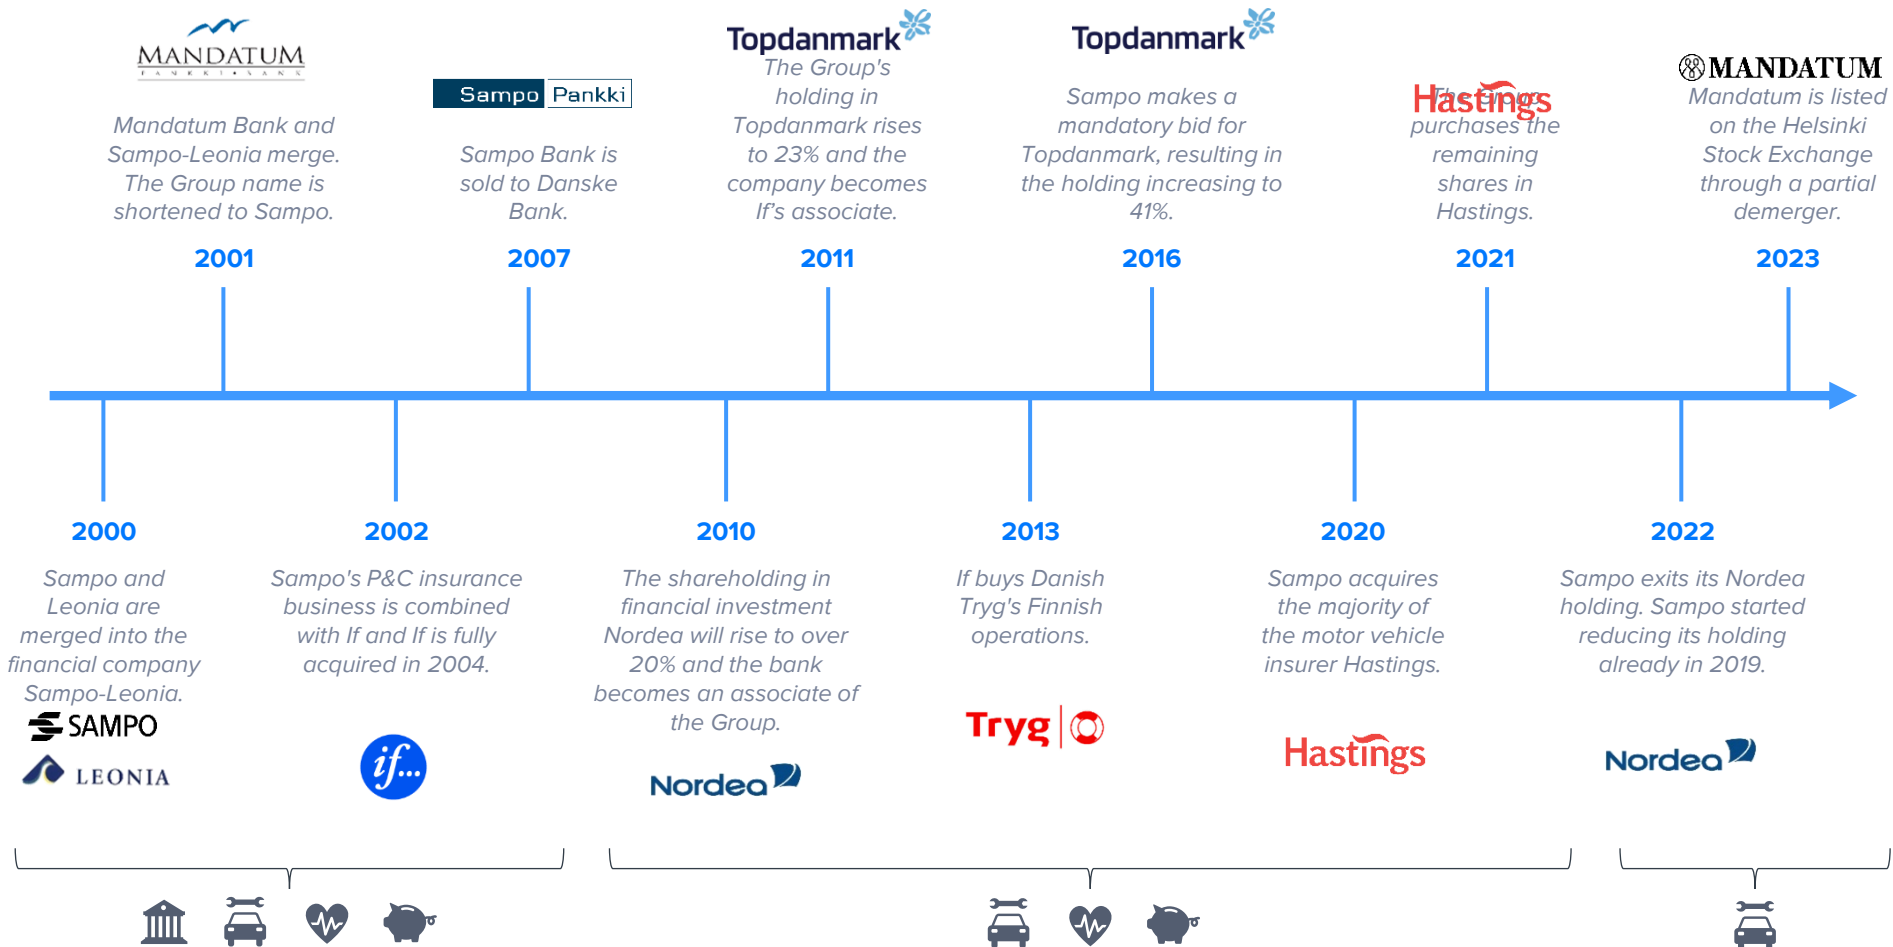 MANDATUM
PANKKI • BANK
Mandatum Bank and
Sampo-Leonia merge.
The Group name is
shortened to Sampo.
2001
Sampo Pankki
Sampo Bank is
sold to Danske
Bank.
2007
Topdanmark
The Group's
holding in
Topdanmark rises
to 23% and the
company becomes
If’s associate.
2011
Topdanmark
Sampo makes a
mandatory bid for
Topdanmark, resulting in
the holding increasing to
41%.
2016
Hastings
The Group
purchases the
remaining
shares in
Hastings.
2021
MANDATUM
Mandatum is listed
on the Helsinki
Stock Exchange
through a partial
demerger.
2023
2000
Sampo and
Leonia are
merged into the
financial company
Sampo-Leonia.
SAMPO
LEONIA
2002
Sampo's P&C insurance
business is combined
with If and If is fully
acquired in 2004.
if...
2010
The shareholding in
financial investment
Nordea will rise to over
20% and the bank
becomes an associate of
the Group.
Nordea
2013
If buys Danish
Tryg's Finnish
operations.
Tryg
2020
Sampo acquires
the majority of
the motor vehicle
insurer Hastings.
Hastings
2022
Sampo exits its Nordea
holding. Sampo started
reducing its holding
already in 2019.
Nordea